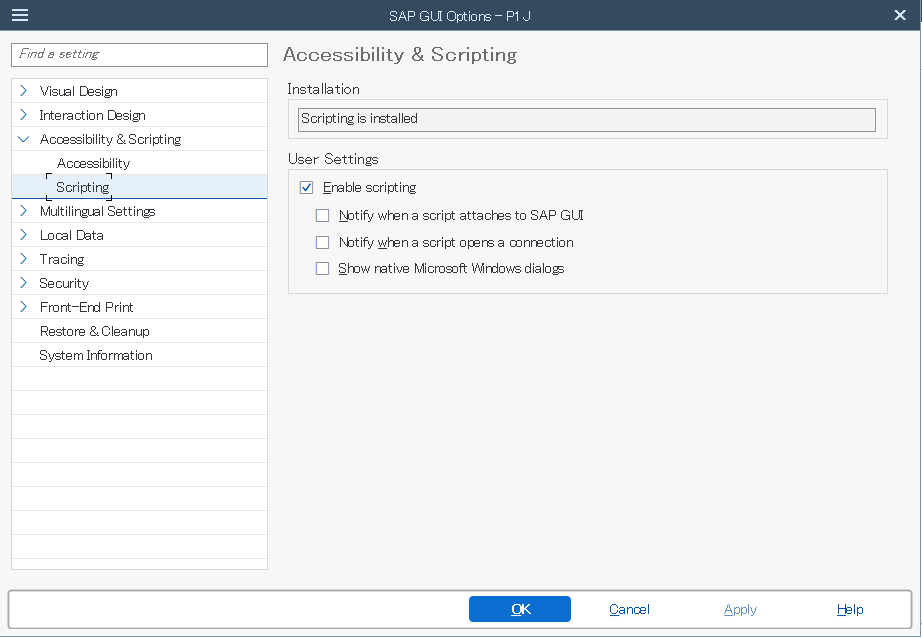 SAP GUI Options - P1J
Find a setting
Accessibility & Scripting
Visual Design
Interaction Design
Accessibility & Scripting
Accessibility
Scripting
Multilingual Settings
Local Data
Tracing
Security
Front-End Print
Restore & Cleanup
System Information
Installation
Scripting is installed
User Settings
Enable scripting
Notify when a script attaches to SAP GUI
Notify when a script opens a connection
Show native Microsoft Windows dialogs
OK Cancel Apply Help